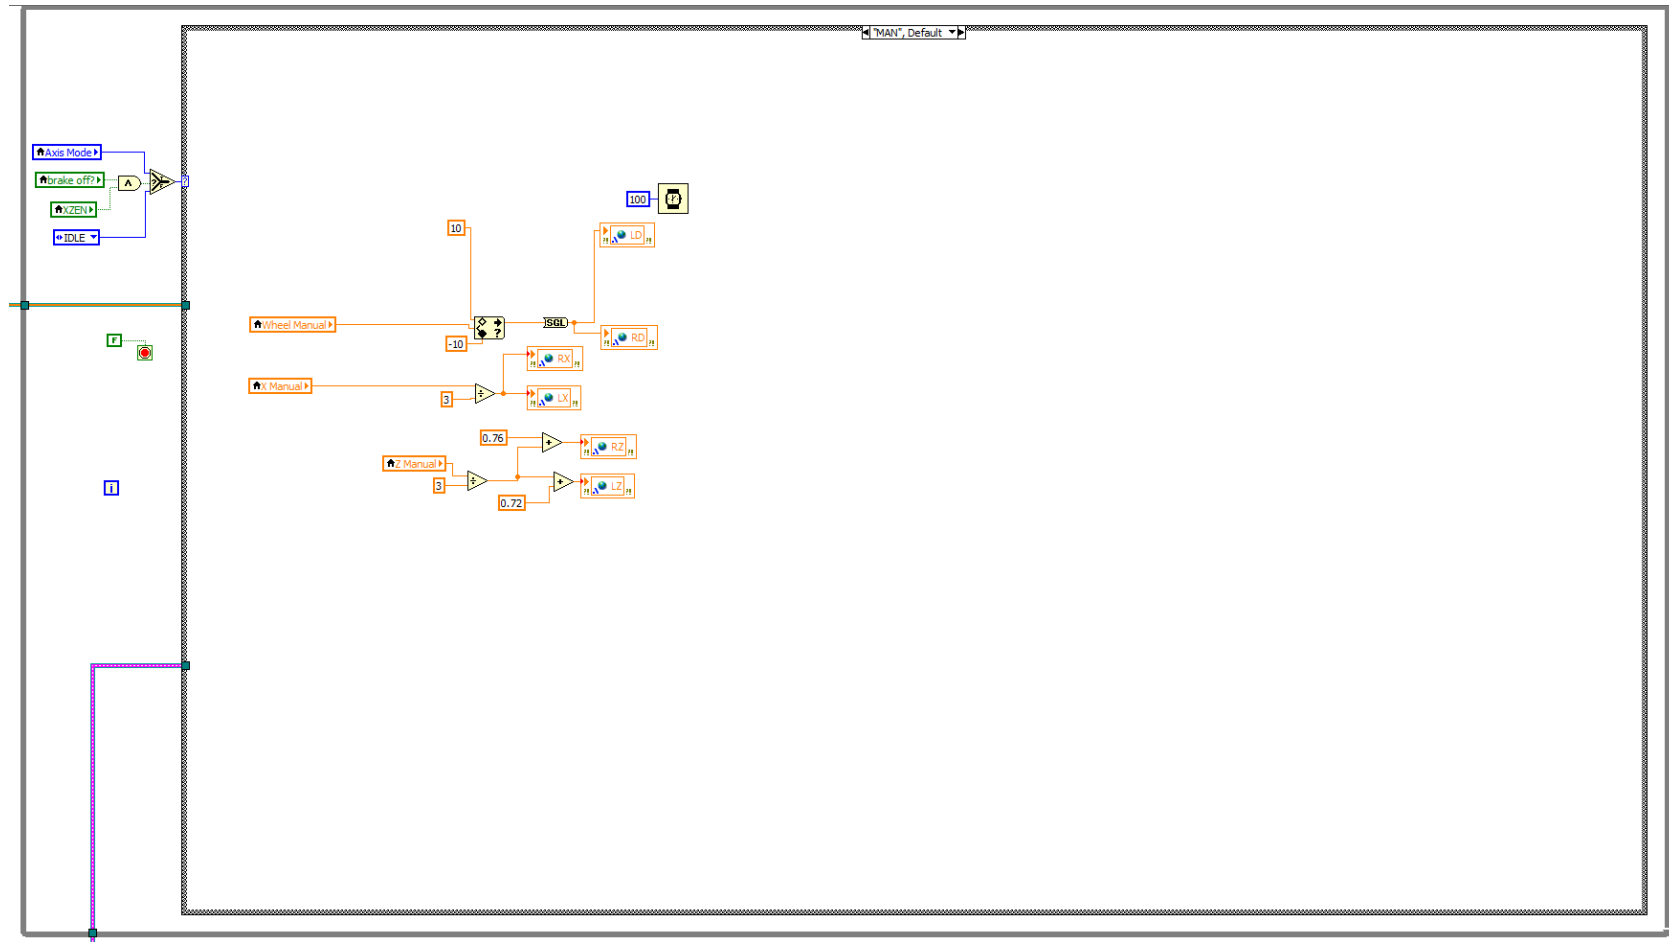 "MAN", Default
Axis Mode
brake off?
XZEN
IDLE
100
10
LD
Wheel Manual
SGL
-10
RD
RX
X Manual
3
LX
F
0.76
RZ
Z Manual
3
LZ
0.72
i